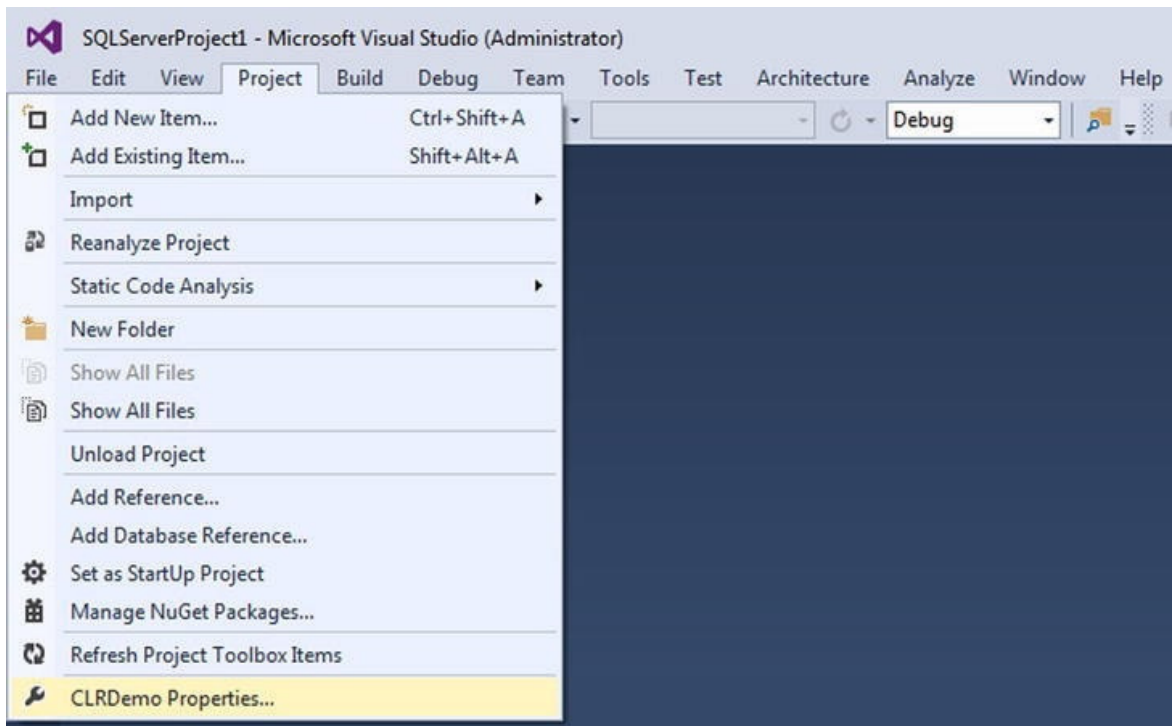 SQLServerProject1 - Microsoft Visual Studio (Administrator)
File Edit View Project Build Debug Team Tools Test Architecture Analyze Window Help
Add New Item... Ctrl+Shift+A
Debug
Add Existing Item... Shift+Alt+A
Import
Reanalyze Project
Static Code Analysis
New Folder
Show All Files
Show All Files
Unload Project
Add Reference...
Add Database Reference...
Set as StartUp Project
Manage NuGet Packages...
Refresh Project Toolbox Items
CLRDemo Properties...